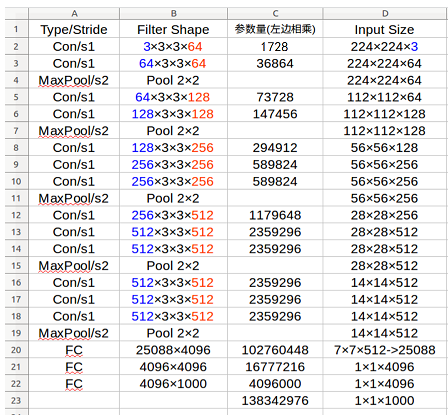 A B C D
1 Type/Stride Filter Shape 参数量(左边相乘) Input Size
2 Con/s1 3×3×3×64 1728 224×224×3
3 Con/s1 64×3×3×64 36864 224×224×64
4 MaxPool/s2 Pool 2×2 224×224×64
5 Con/s1 64×3×3×128 73728 112×112×64
6 Con/s1 128×3×3×128 147456 112×112×128
7 MaxPool/s2 Pool 2×2 112×112×128
8 Con/s1 128×3×3×256 294912 56×56×128
9 Con/s1 256×3×3×256 589824 56×56×256
10 Con/s1 256×3×3×256 589824 56×56×256
11 MaxPool/s2 Pool 2×2 56×56×256
12 Con/s1 256×3×3×512 1179648 28×28×256
13 Con/s1 512×3×3×512 2359296 28×28×512
14 Con/s1 512×3×3×512 2359296 28×28×512
15 MaxPool/s2 Pool 2×2 28×28×512
16 Con/s1 512×3×3×512 2359296 14×14×512
17 Con/s1 512×3×3×512 2359296 14×14×512
18 Con/s1 512×3×3×512 2359296 14×14×512
19 MaxPool/s2 Pool 2×2 14×14×512
20 FC 25088×4096 102760448 7×7×512->25088
21 FC 4096×4096 16777216 1×1×4096
22 FC 4096×1000 4096000 1×1×4096
23 138342976 1×1×1000